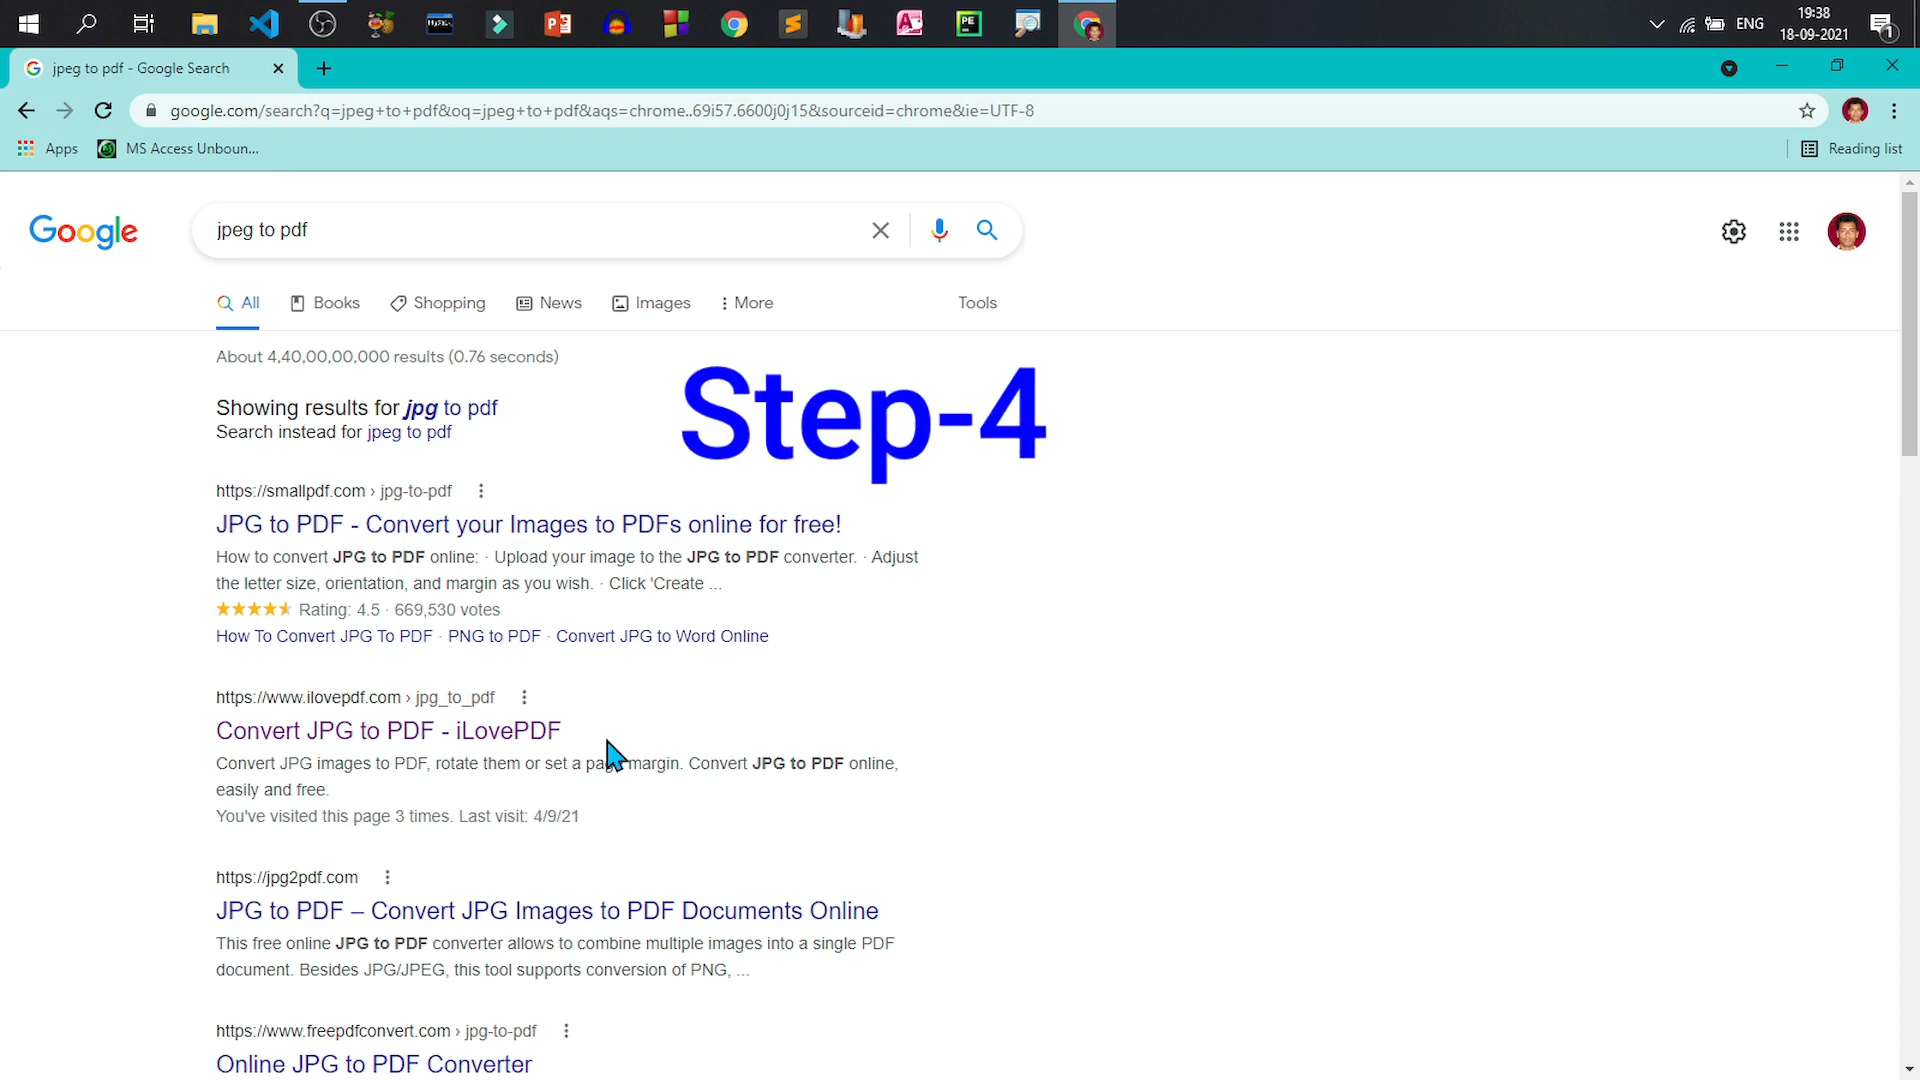 19:38
ENG
18-09-2021
1
jpeg to pdf - Google Search
google.com/search?q=jpeg+to+pdf&oq=jpeg+to+pdf&aqs=chrome..69i57.6600j0j15&sourceid=chrome&ie=UTF-8
Apps
MS Access Unboun...
Reading list
Google
jpeg to pdf
All
Books
Shopping
News
Images
More
Tools
About 4,40,00,00,000 results (0.76 seconds)
Step-4
Showing results for jpg to pdf
Search instead for jpeg to pdf
https://smallpdf.com › jpg-to-pdf
JPG to PDF - Convert your Images to PDFs online for free!
How to convert JPG to PDF online: · Upload your image to the JPG to PDF converter. · Adjust
the letter size, orientation, and margin as you wish. · Click 'Create ...
Rating: 4.5 · 669,530 votes
How To Convert JPG To PDF · PNG to PDF · Convert JPG to Word Online
https://www.ilovepdf.com › jpg_to_pdf
Convert JPG to PDF - iLovePDF
Convert JPG images to PDF, rotate them or set a page margin. Convert JPG to PDF online,
easily and free.
You've visited this page 3 times. Last visit: 4/9/21
https://jpg2pdf.com
JPG to PDF – Convert JPG Images to PDF Documents Online
This free online JPG to PDF converter allows to combine multiple images into a single PDF
document. Besides JPG/JPEG, this tool supports conversion of PNG, ...
https://www.freepdfconvert.com › jpg-to-pdf
Online JPG to PDF Converter